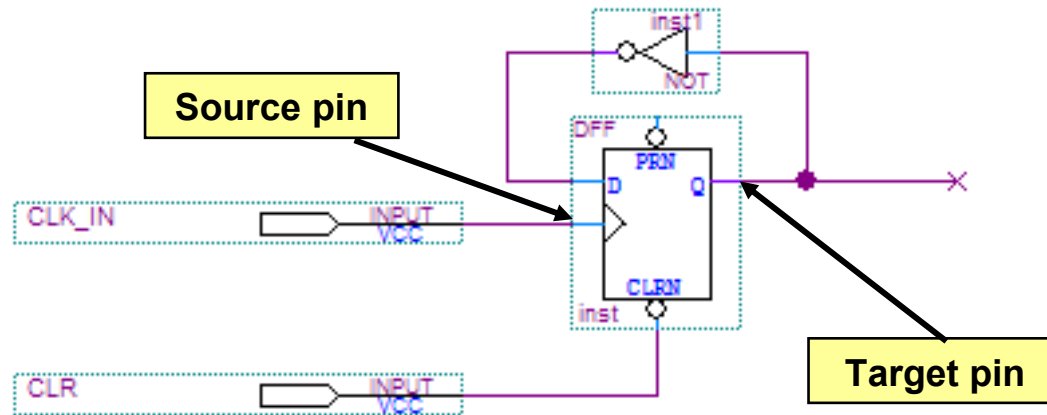 inst1
NOT
Source pin
DFF
PRN
D
Q
CLK_IN
INPUT
VCC
CLRN
inst
Target pin
CLR
INPUT
VCC